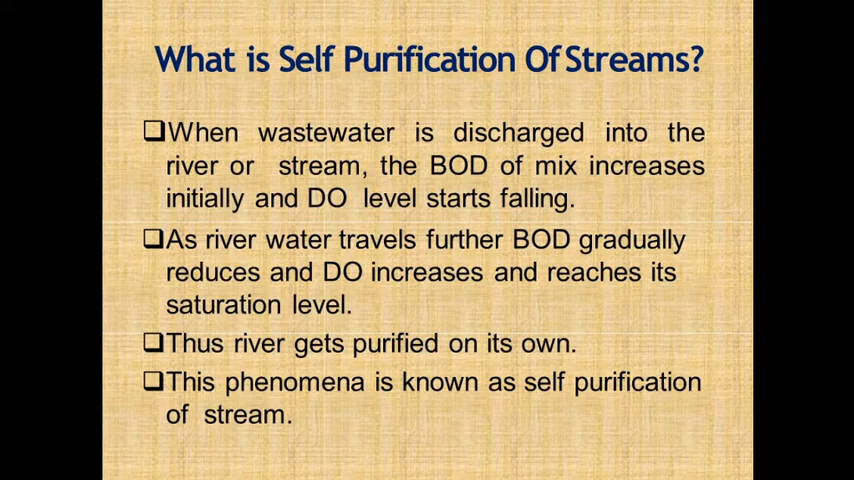 What is Self Purification Of Streams?
❑When wastewater is discharged into the
river or stream, the BOD of mix increases
initially and DO level starts falling.
❑As river water travels further BOD gradually
reduces and DO increases and reaches its
saturation level.
❑Thus river gets purified on its own.
❑This phenomena is known as self purification
of stream.